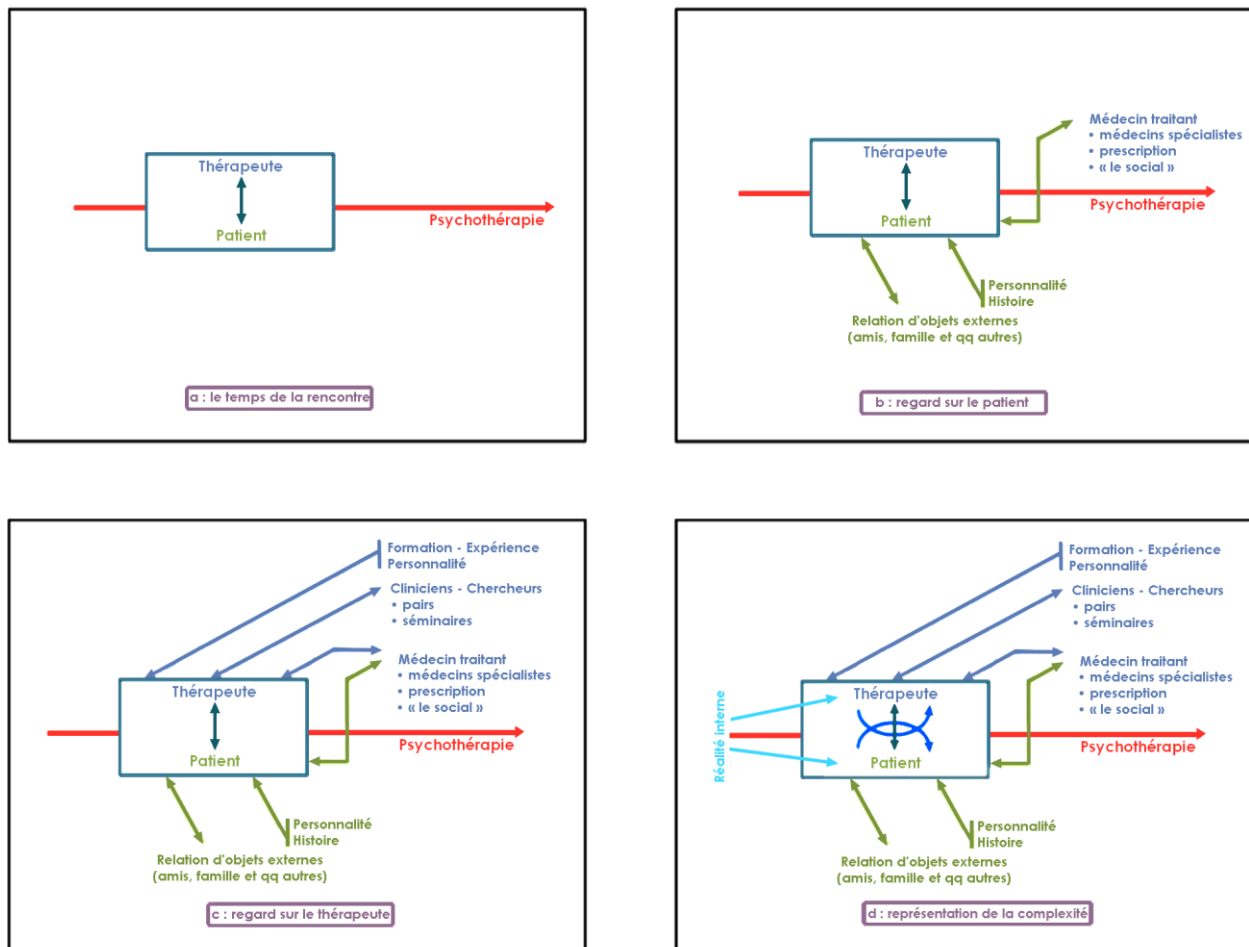 Thérapeute
Patient
Psychothérapie
a : le temps de la rencontre
Médecin traitant
• médecins spécialistes
• prescription
• « le social »
Thérapeute
Patient
Psychothérapie
Personnalité
Histoire
Relation d'objets externes
(amis, famille et qq autres)
b : regard sur le patient
Formation - Expérience
Personnalité
Cliniciens - Chercheurs
• pairs
• séminaires
Médecin traitant
• médecins spécialistes
• prescription
• « le social »
Thérapeute
Patient
Psychothérapie
Personnalité
Histoire
Relation d'objets externes
(amis, famille et qq autres)
c : regard sur le thérapeute
Formation - Expérience
Personnalité
Cliniciens - Chercheurs
• pairs
• séminaires
Médecin traitant
• médecins spécialistes
• prescription
• « le social »
Réalité interne
Thérapeute
Patient
Psychothérapie
Personnalité
Histoire
Relation d'objets externes
(amis, famille et qq autres)
d : représentation de la complexité